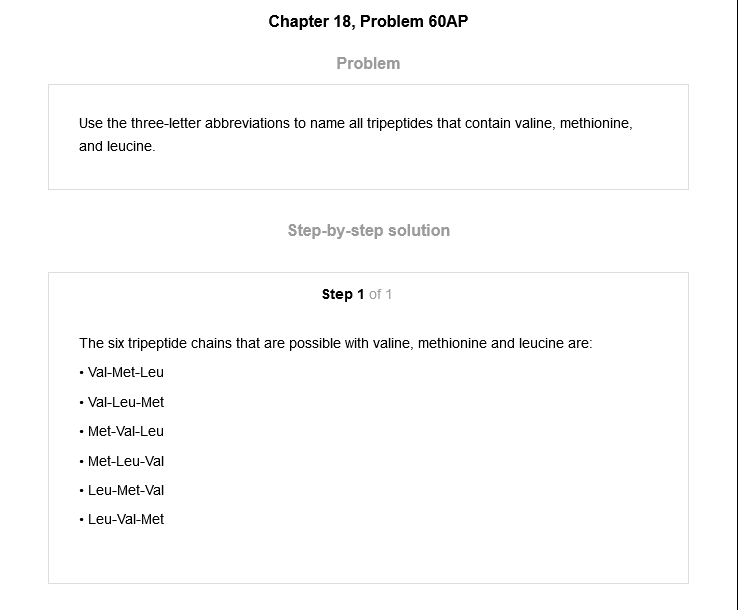 Chapter 18, Problem 60AP
Problem
Use the three-letter abbreviations to name all tripeptides that contain valine, methionine,
and leucine.
Step-by-step solution
Step 1 of 1
The six tripeptide chains that are possible with valine, methionine and leucine are:
• Val-Met-Leu
• Val-Leu-Met
• Met-Val-Leu
• Met-Leu-Val
• Leu-Met-Val
• Leu-Val-Met